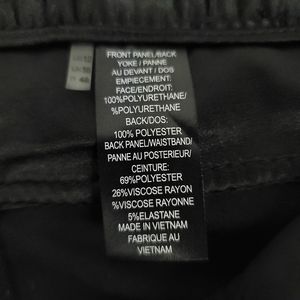 FRONT PANEL/BACK
YOKE / PANNE
AU DEVANT / DOS
EMPIECEMENT:
FACE/ENDROIT:
100%POLYURETHANE/
%POLYURETHANE
BACK/DOS:
100% POLYESTER
BACK PANEL/WAISTBAND/
PANNE AU POSTERIEUR/
CEINTURE:
69%POLYESTER
26%VISCOSE RAYON
%VISCOSE RAYONNE
5%ELASTANE
MADE IN VIETNAM
FABRIQUE AU
VIETNAM